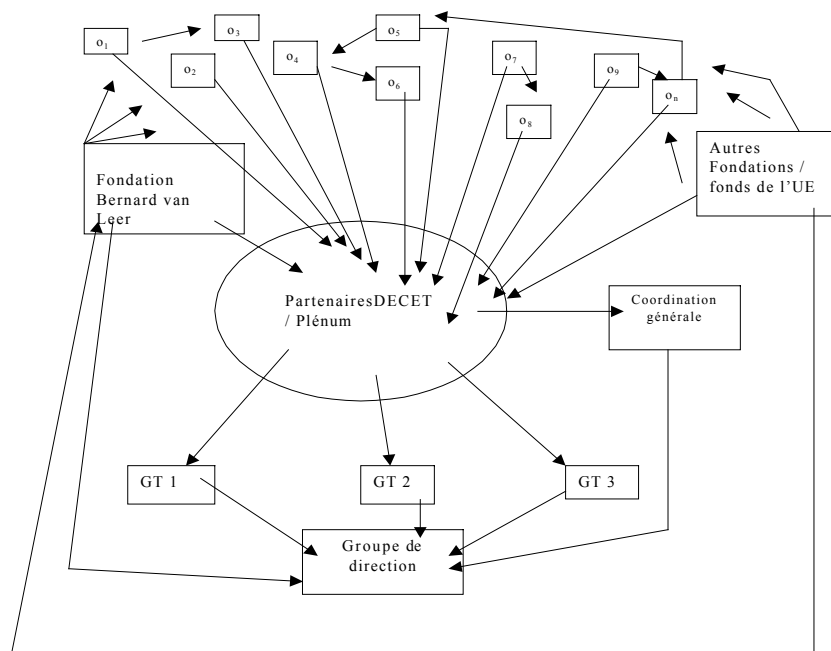 o₁
o₃
o₂
o₄
o₅
o₆
o₇
o₈
o₉
oₙ
Fondation
Bernard van
Leer
Autres
Fondations /
fonds de l'UE
PartenairesDECET
/ Plénum
Coordination
générale
GT 1
GT 2
GT 3
Groupe de
direction